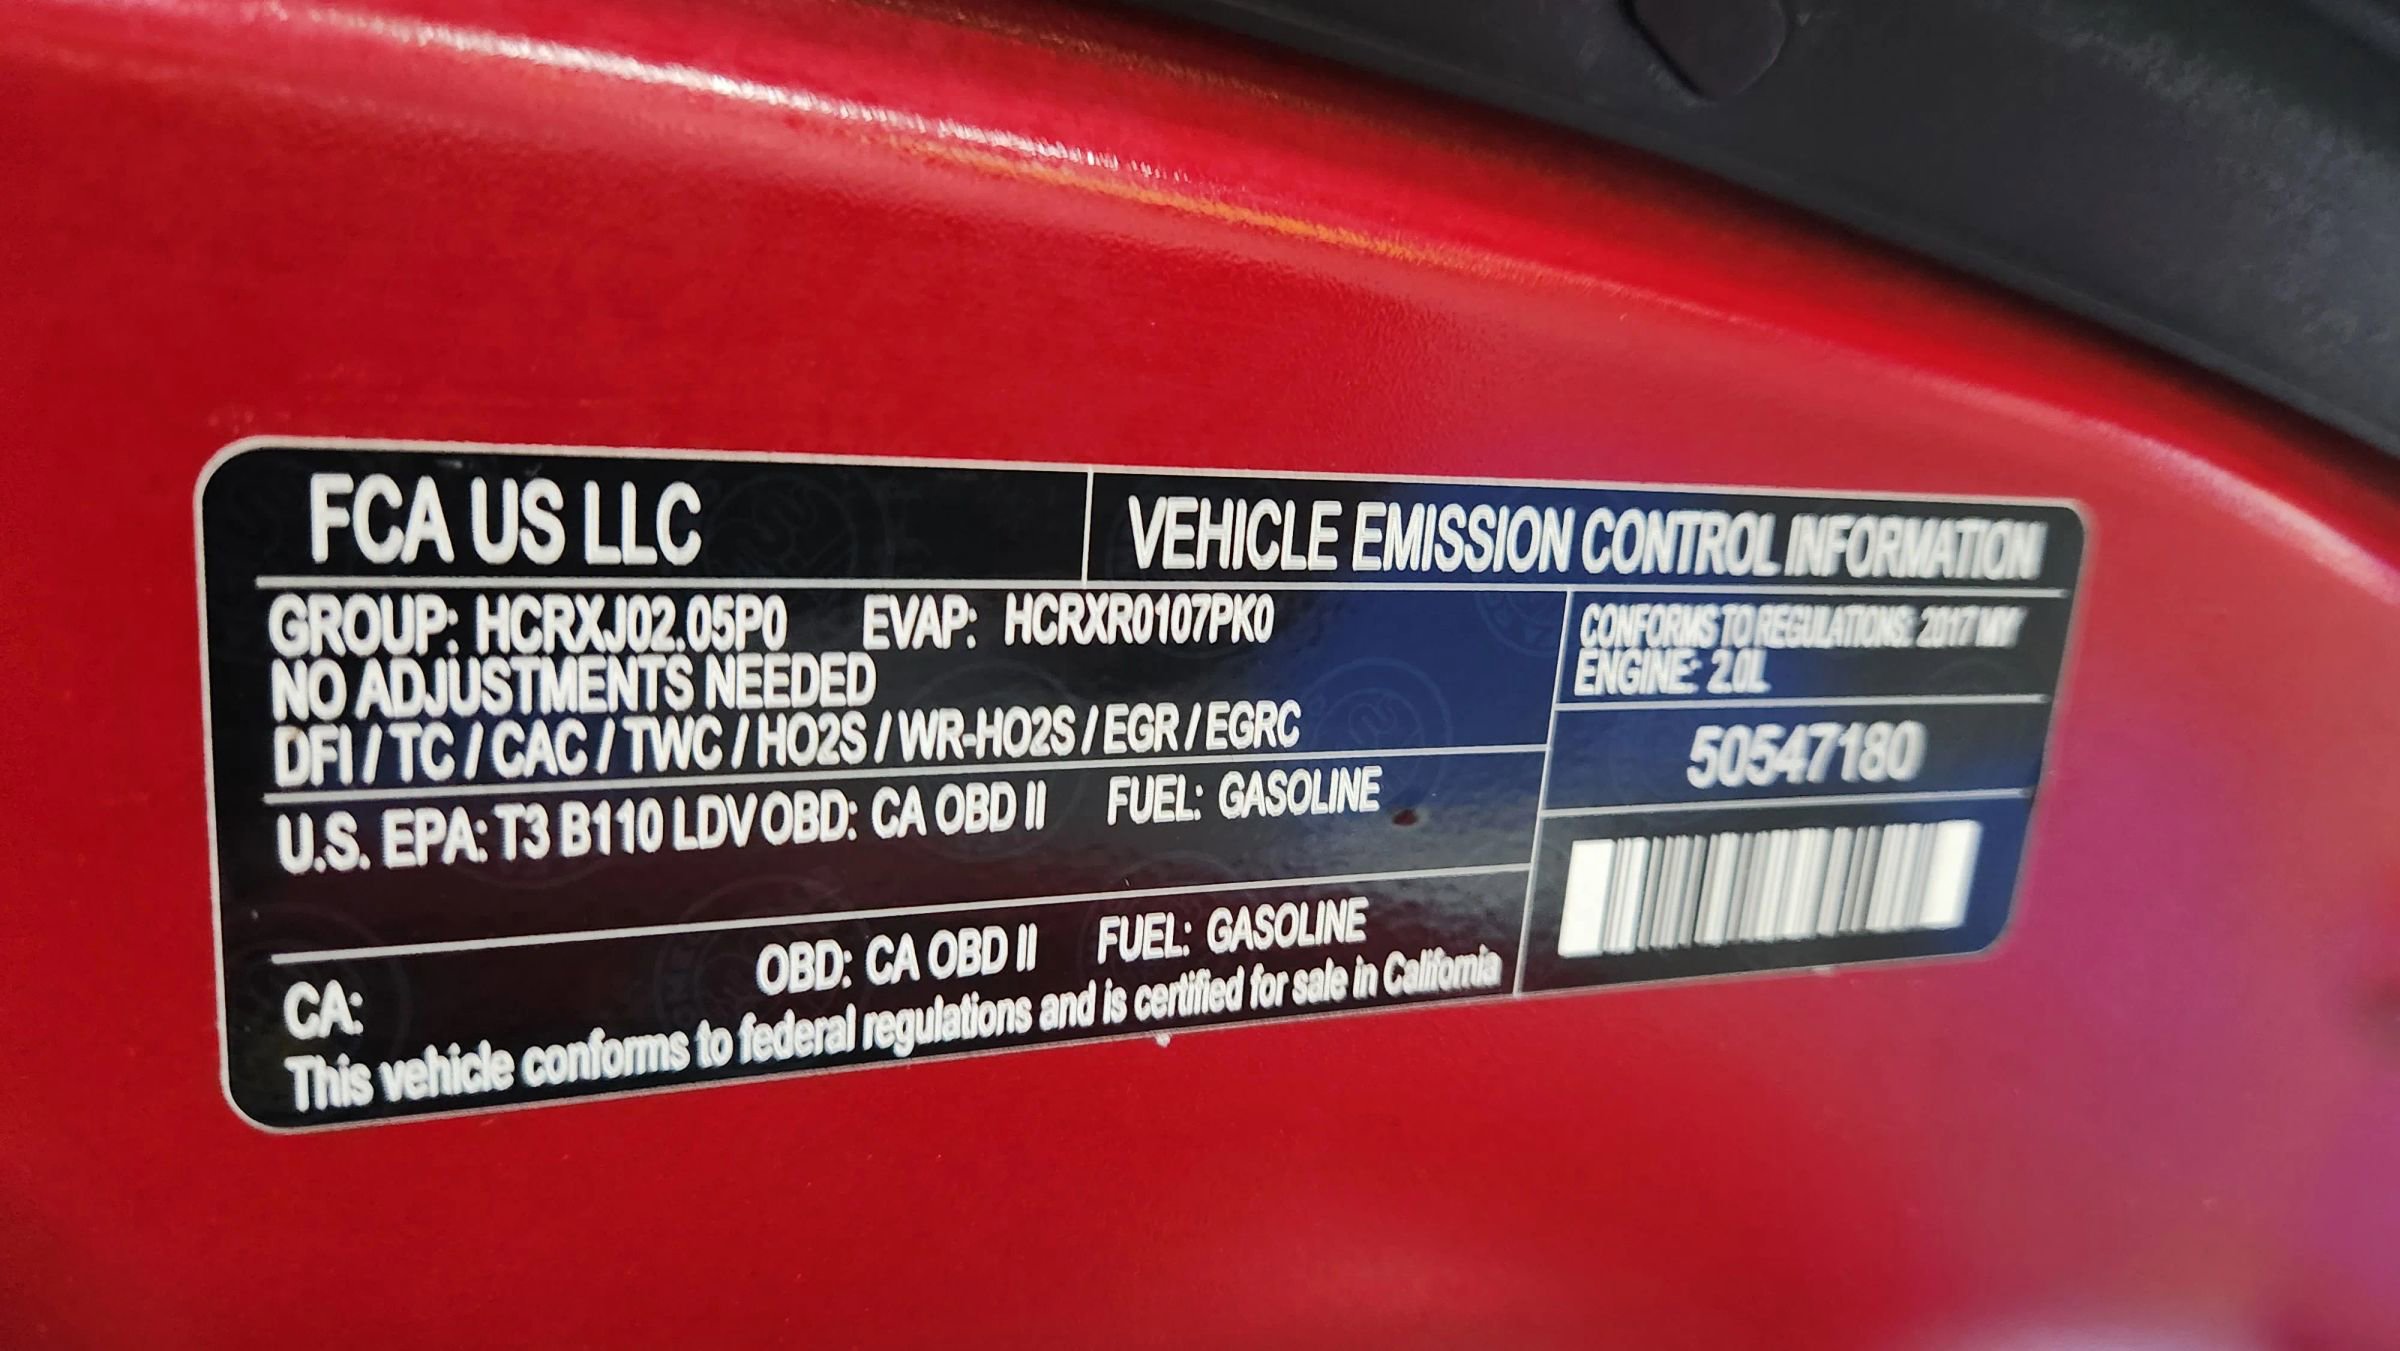 FCA US LLC
VEHICLE EMISSION CONTROL INFORMATION
GROUP: HCRXJ02.05P0 EVAP: HCRXR0107PK0
NO ADJUSTMENTS NEEDED
DFI / TC / CAC / TWC / HO2S / WR-HO2S / EGR / EGRC
CONFORMS TO REGULATIONS: 2017 MY
ENGINE: 2.0L
50547180
U.S. EPA: T3 B110 LDV OBD: CA OBD II FUEL: GASOLINE
CA: OBD: CA OBD II FUEL: GASOLINE
This vehicle conforms to federal regulations and is certified for sale in California